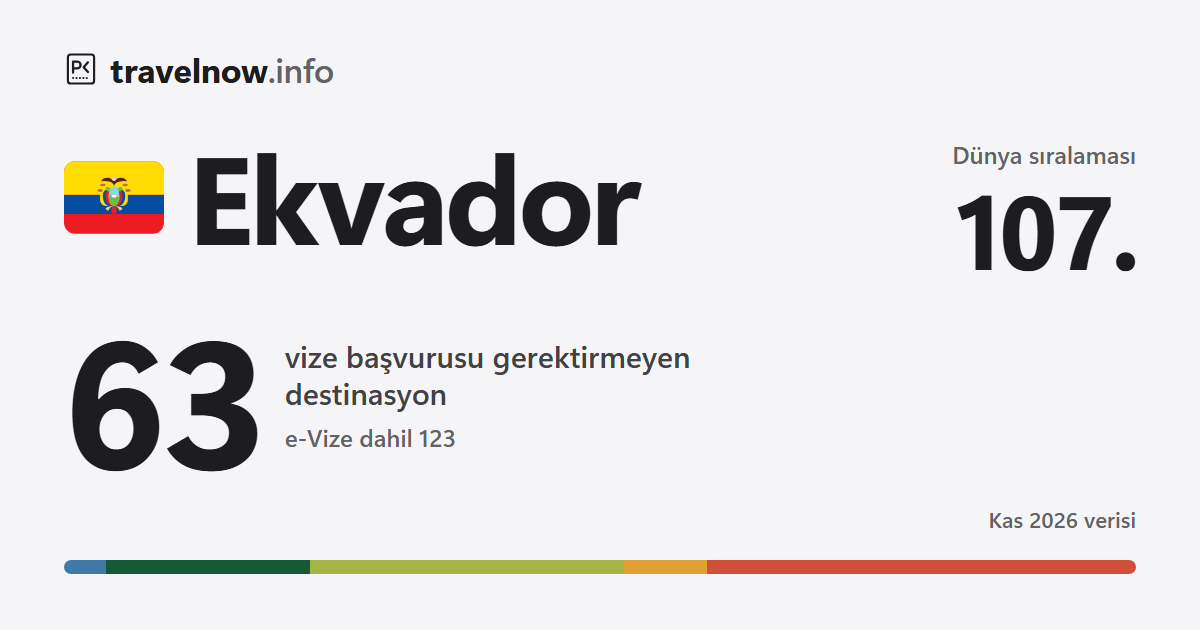 travelnow.info
Ekvador
Dünya sıralaması
107.
63
vize başvurusu gerektirmeyen
destinasyon
e-Vize dahil 123
Kas 2026 verisi